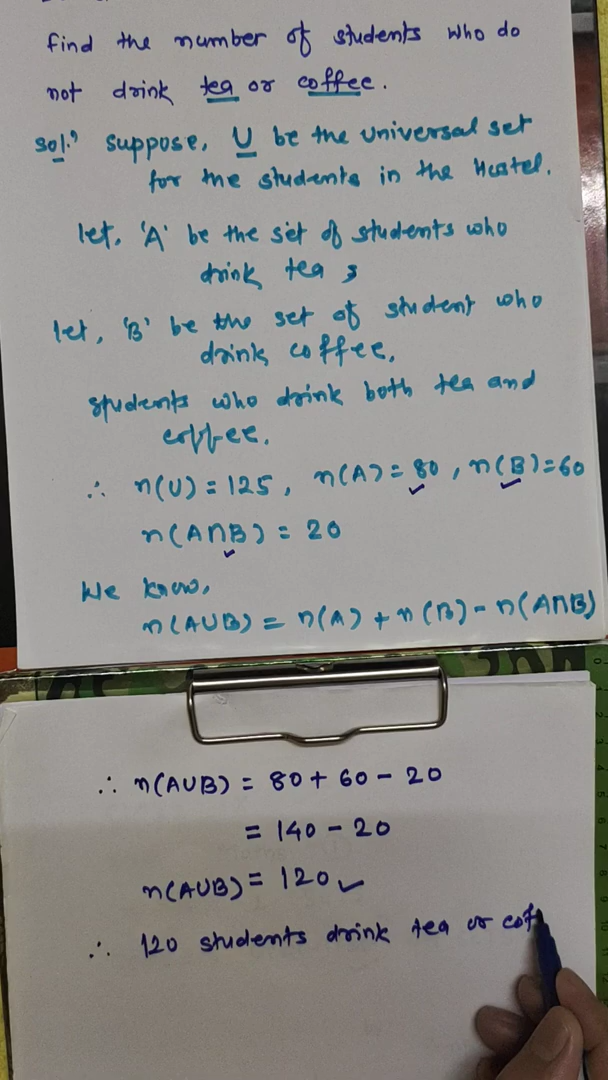 find the number of students who do
not drink tea or coffee.
Sol:? Suppose, U be the universal set
for the students in the Hostel.
let, 'A' be the set of students who
drink tea &
let, 'B' be the set of student who
drink coffee,
students who drink both tea and
coffee.
∴ n(U) = 125, n(A) = 80, n(B) = 60
n(A∩B) = 20
We know,
n(A∪B) = n(A) + n(B) - n(A∩B)
∴ n(A∪B) = 80 + 60 - 20
= 140 - 20
n(A∪B) = 120 ✓
∴ 120 students drink tea or cof